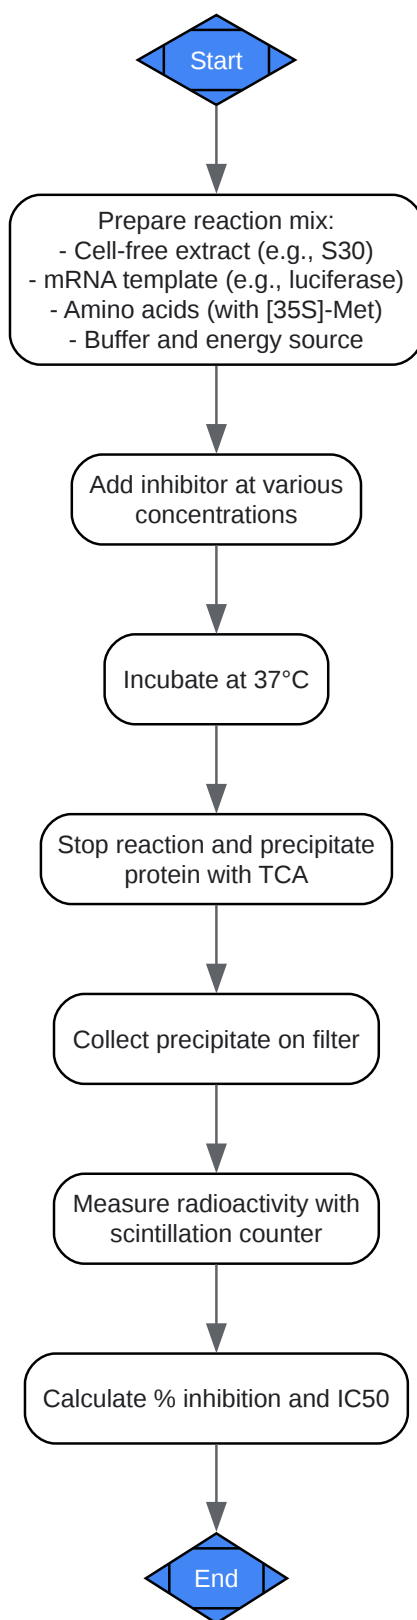 Start
Prepare reaction mix:
- Cell-free extract (e.g., S30)
- mRNA template (e.g., luciferase)
- Amino acids (with [35S]-Met)
- Buffer and energy source
Add inhibitor at various
concentrations
Incubate at 37°C
Stop reaction and precipitate
protein with TCA
Collect precipitate on filter
Measure radioactivity with
scintillation counter
Calculate % inhibition and IC50
End